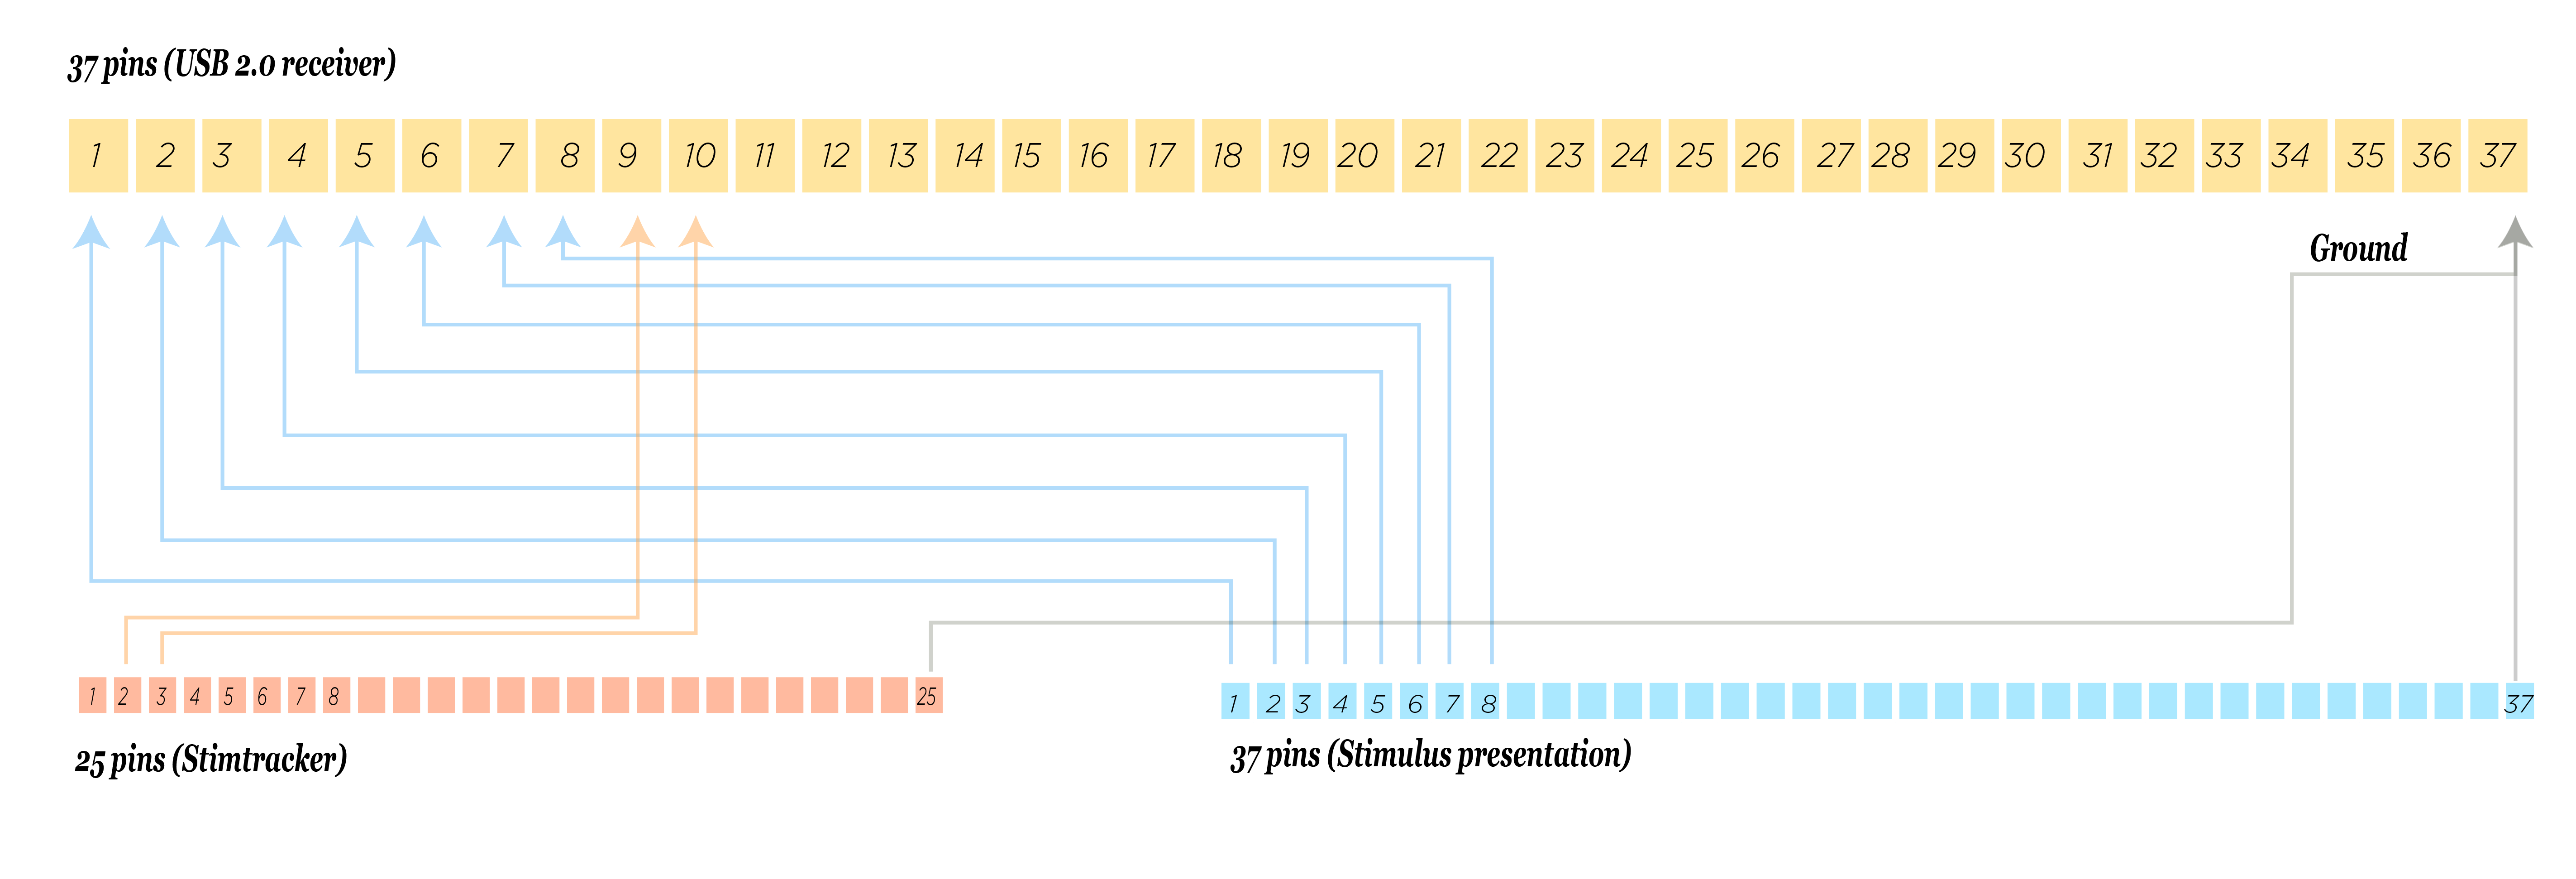 37 pins (USB 2.0 receiver)
1 2 3 4 5 6 7 8 9 10 11 12 13 14 15 16 17 18 19 20 21 22 23 24 25 26 27 28 29 30 31 32 33 34 35 36 37
Ground
1 2 3 4 5 6 7 8 25
1 2 3 4 5 6 7 8 37
25 pins (Stimtracker)
37 pins (Stimulus presentation)